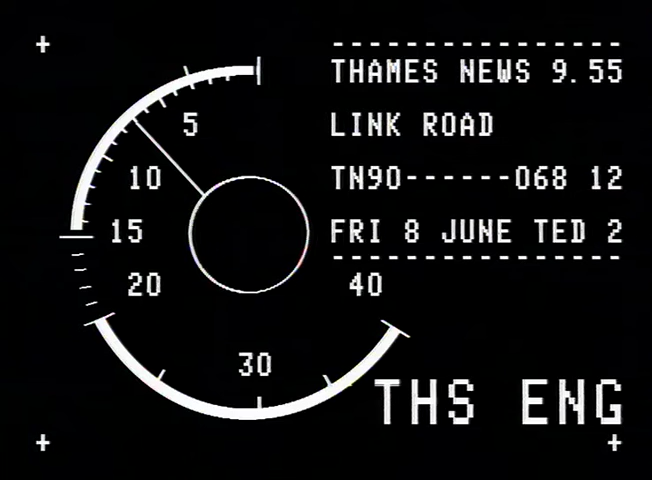 ----------------
THAMES NEWS 9.55
LINK ROAD
TN90------068 12
FRI 8 JUNE TED 2
----------------
5
10
15
20
30
40
THS ENG